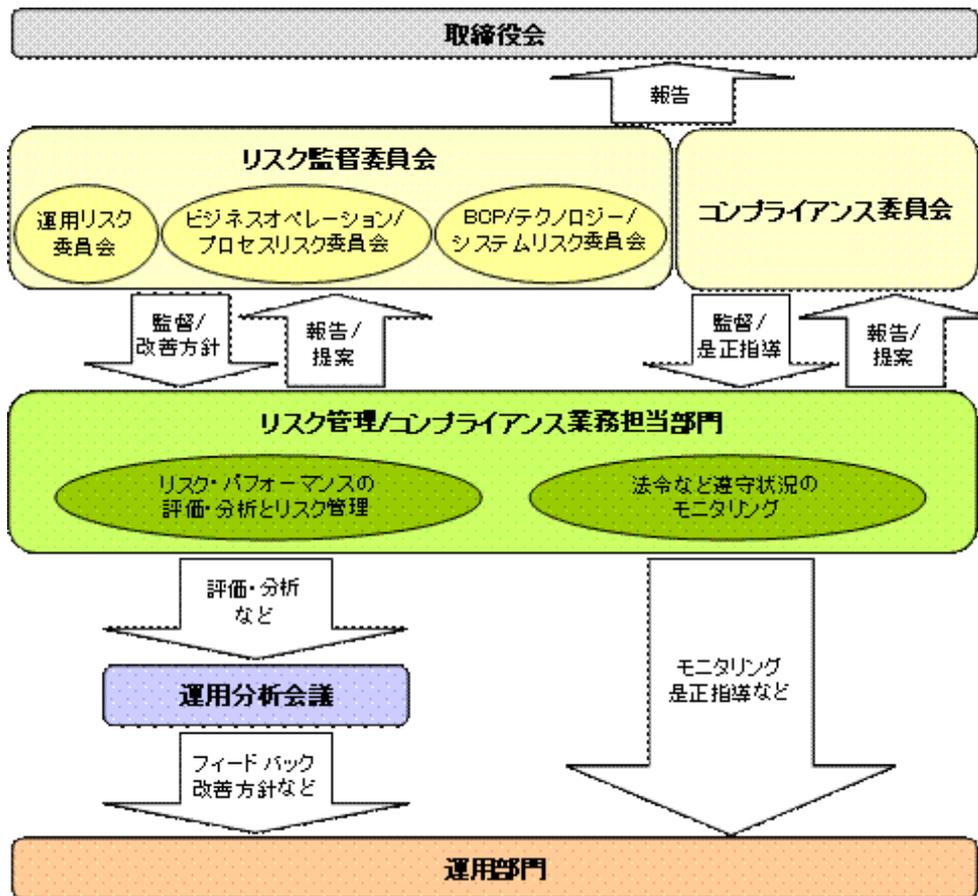 取締役会
報告
リスク監督委員会
運用リスク
委員会
ビジネスオペレーション/
プロセスリスク委員会
BCP/テクノロジー/
システムリスク委員会
コンプライアンス委員会
監督/
改善方針
報告/
提案
監督/
是正指導
報告/
提案
リスク管理/コンプライアンス業務担当部門
リスク・パフォーマンスの
評価・分析とリスク管理
法令など遵守状況の
モニタリング
評価・分析
など
運用分析会議
モニタリング
是正指導など
フィードバック
改善方針など
運用部門